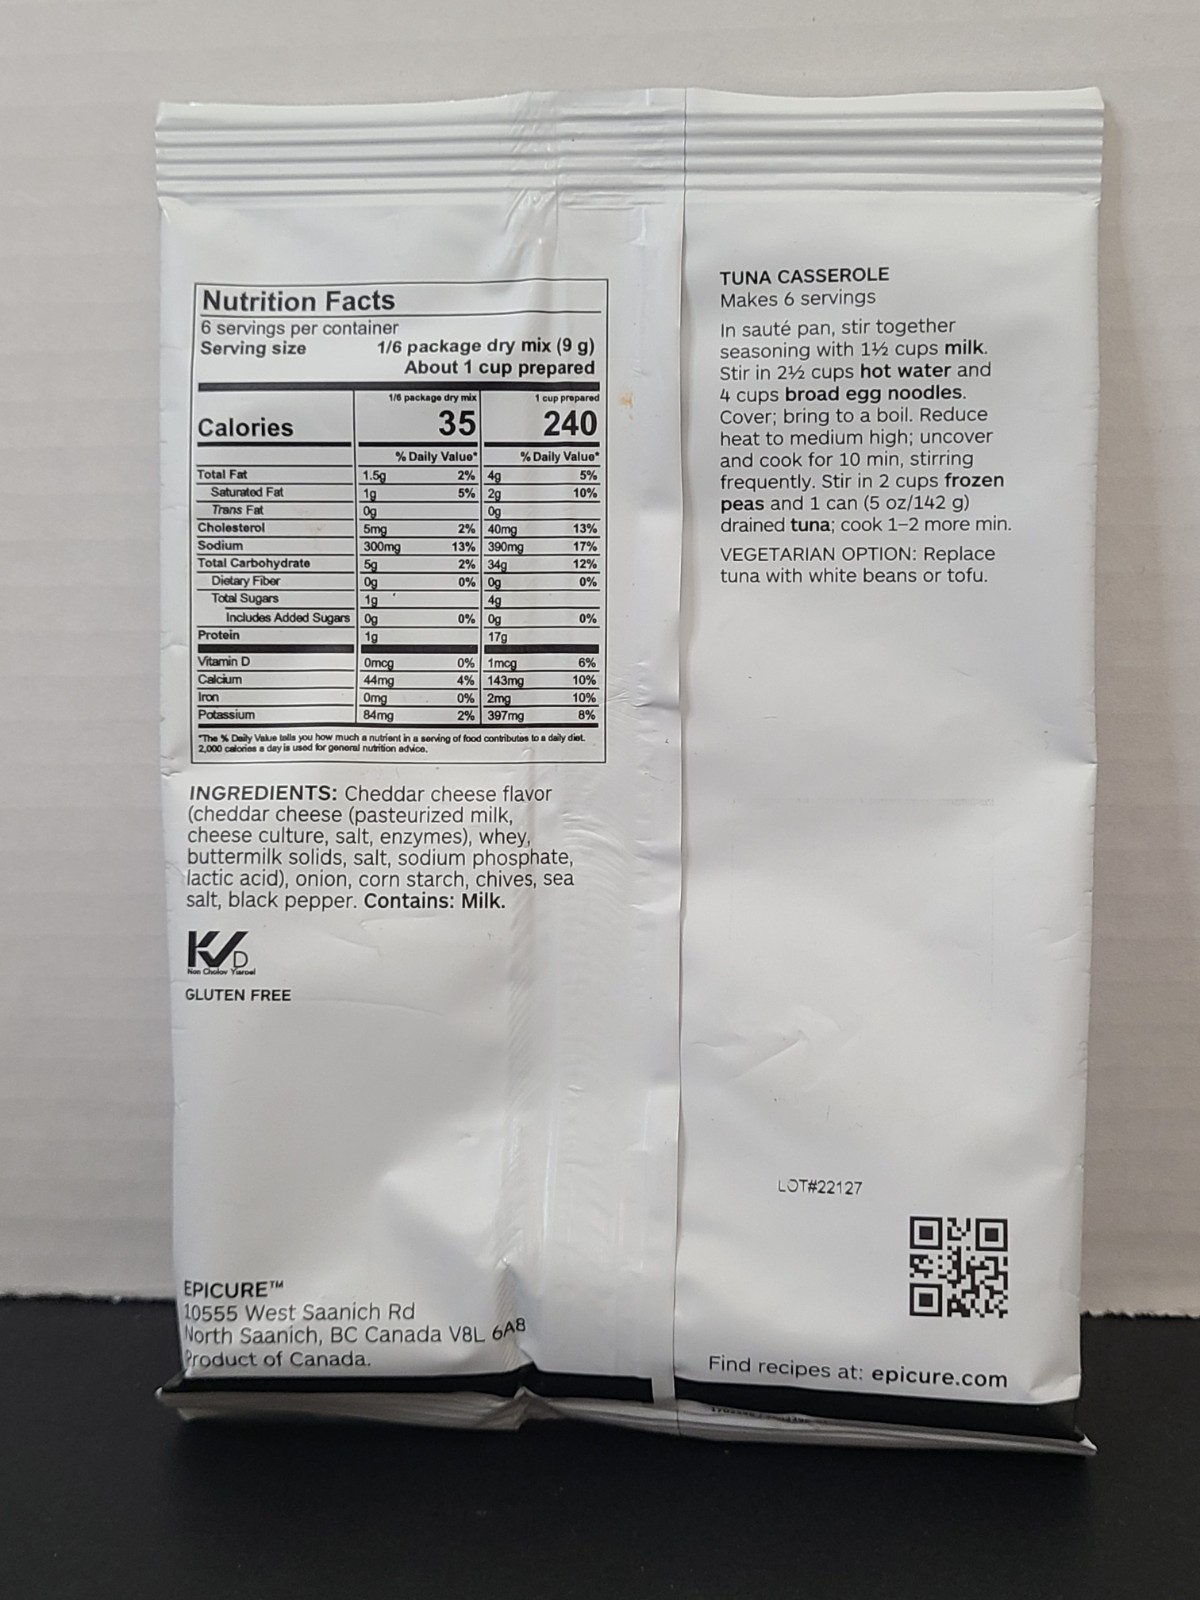 Nutrition Facts
6 servings per container
Serving size 1/6 package dry mix (9 g)
About 1 cup prepared
1/6 package dry mix 1 cup prepared
Calories 35 240
% Daily Value* % Daily Value*
Total Fat 1.5g 2% 4g 5%
Saturated Fat 1g 5% 2g 10%
Trans Fat 0g 0g
Cholesterol 5mg 2% 40mg 13%
Sodium 300mg 13% 390mg 17%
Total Carbohydrate 5g 2% 34g 12%
Dietary Fiber 0g 0% 0g 0%
Total Sugars 1g 4g
Includes Added Sugars 0g 0% 0g 0%
Protein 1g 17g
Vitamin D 0mcg 0% 1mcg 6%
Calcium 44mg 4% 143mg 10%
Iron 0mg 0% 2mg 10%
Potassium 84mg 2% 397mg 8%
*The % Daily Value tells you how much a nutrient in a serving of food contributes to a daily diet.
2,000 calories a day is used for general nutrition advice.
INGREDIENTS: Cheddar cheese flavor
(cheddar cheese (pasteurized milk,
cheese culture, salt, enzymes), whey,
buttermilk solids, salt, sodium phosphate,
lactic acid), onion, corn starch, chives, sea
salt, black pepper. Contains: Milk.
KV D
Non Cholov Yisroel
GLUTEN FREE
EPICURE™
10555 West Saanich Rd
North Saanich, BC Canada V8L 6A8
Product of Canada.
TUNA CASSEROLE
Makes 6 servings
In sauté pan, stir together
seasoning with 1½ cups milk.
Stir in 2½ cups hot water and
4 cups broad egg noodles.
Cover; bring to a boil. Reduce
heat to medium high; uncover
and cook for 10 min, stirring
frequently. Stir in 2 cups frozen
peas and 1 can (5 oz/142 g)
drained tuna; cook 1–2 more min.
VEGETARIAN OPTION: Replace
tuna with white beans or tofu.
LOT#22127
Find recipes at: epicure.com